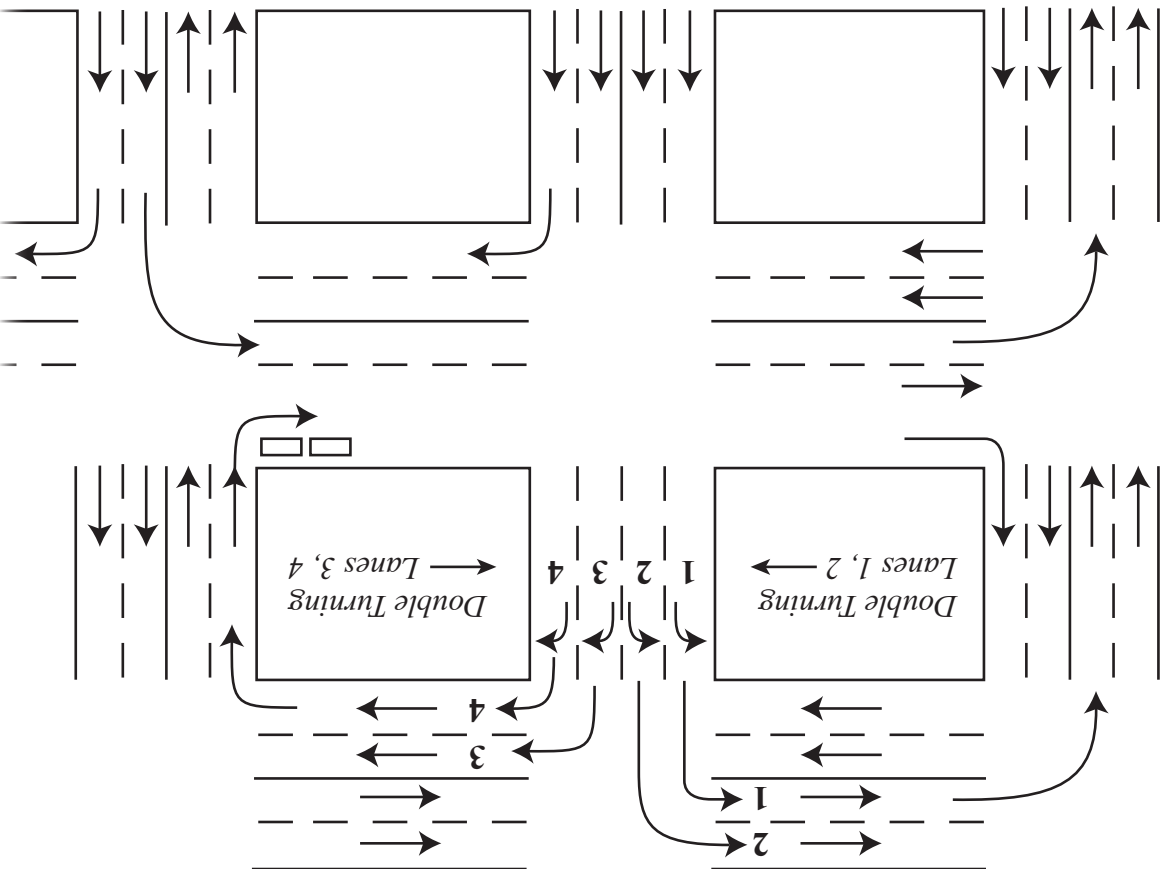 2
1
3
4
Double Turning
Lanes 1, 2
1 2 3 4
Double Turning
Lanes 3, 4